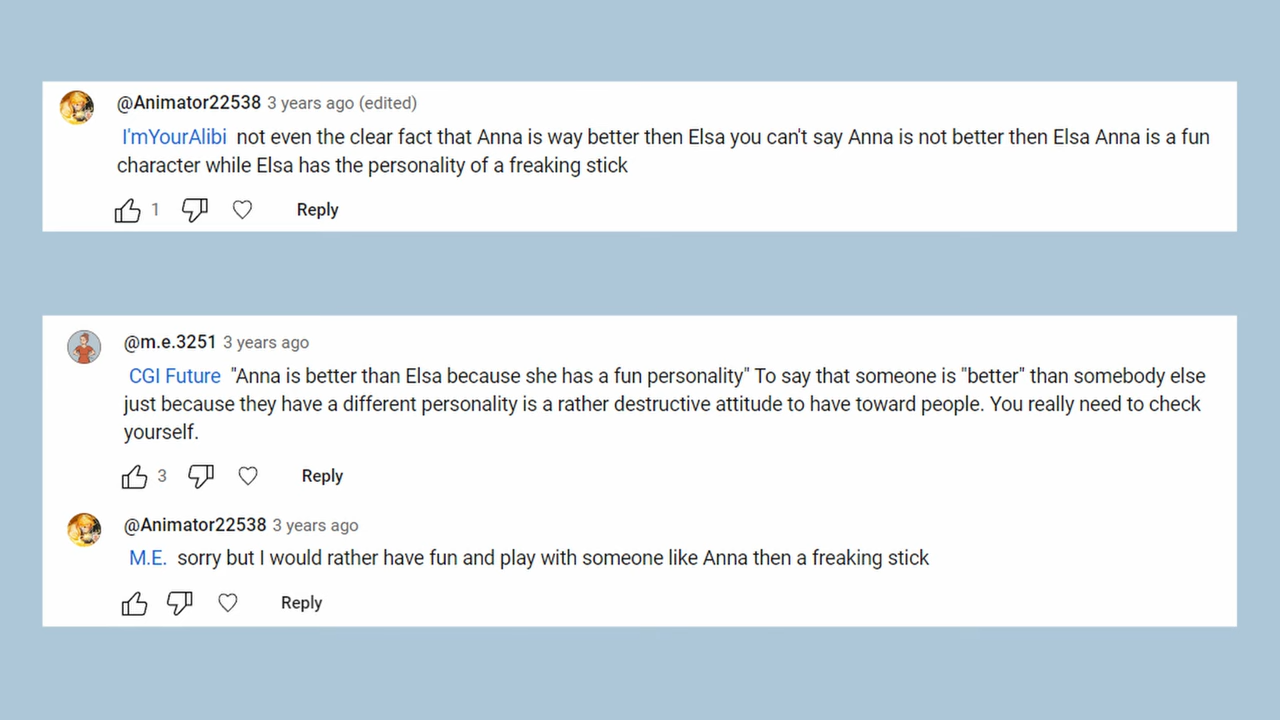 @Animator22538 3 years ago (edited)
I'mYourAlibi not even the clear fact that Anna is way better then Elsa you can't say Anna is not better then Elsa Anna is a fun
character while Elsa has the personality of a freaking stick
1 Reply
@m.e.3251 3 years ago
CGI Future "Anna is better than Elsa because she has a fun personality" To say that someone is "better" than somebody else
just because they have a different personality is a rather destructive attitude to have toward people. You really need to check
yourself.
3 Reply
@Animator22538 3 years ago
M.E. sorry but I would rather have fun and play with someone like Anna then a freaking stick
Reply